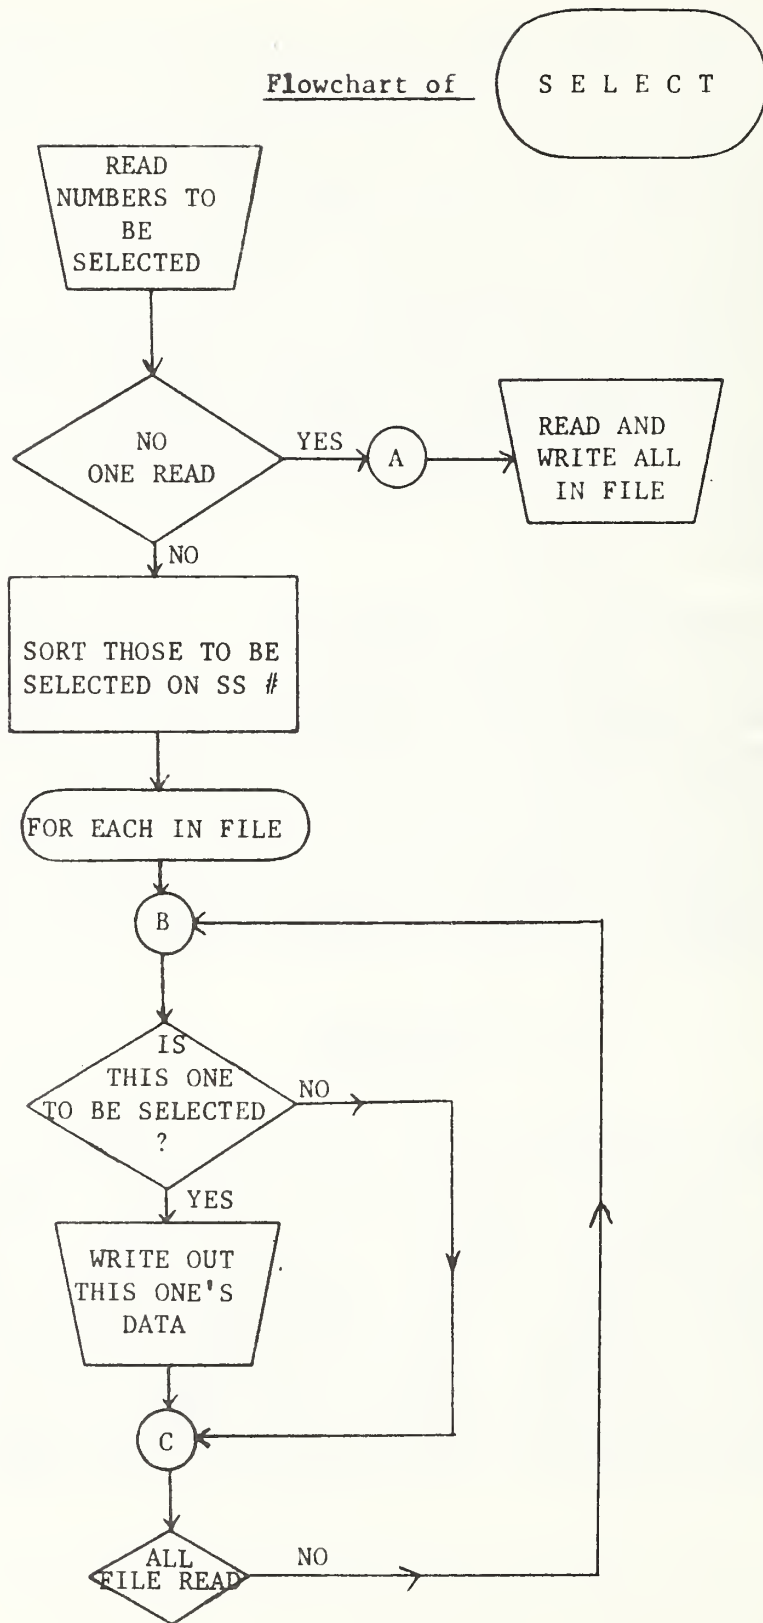 Flowchart of
S E L E C T
READ
NUMBERS TO
BE
SELECTED
NO
ONE READ
YES
A
READ AND
WRITE ALL
IN FILE
NO
SORT THOSE TO BE
SELECTED ON SS #
FOR EACH IN FILE
B
IS
THIS ONE
TO BE SELECTED
?
NO
YES
WRITE OUT
THIS ONE'S
DATA
C
ALL
FILE READ
NO